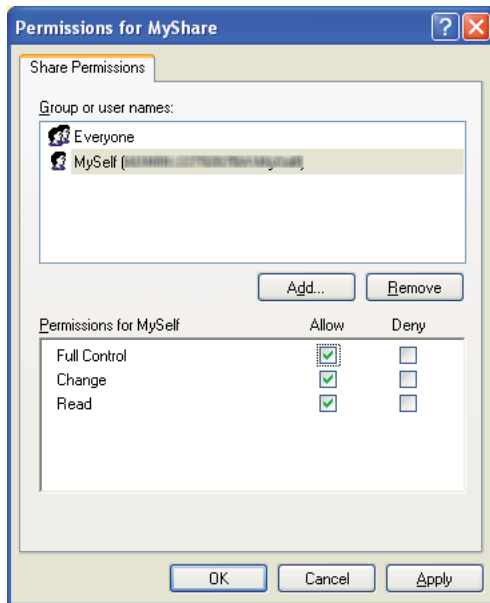 Permissions for MyShare
Share Permissions
Group or user names:
Everyone
MySelf (
Add... Remove
Permissions for MySelf Allow Deny
Full Control
Change
Read
OK Cancel Apply